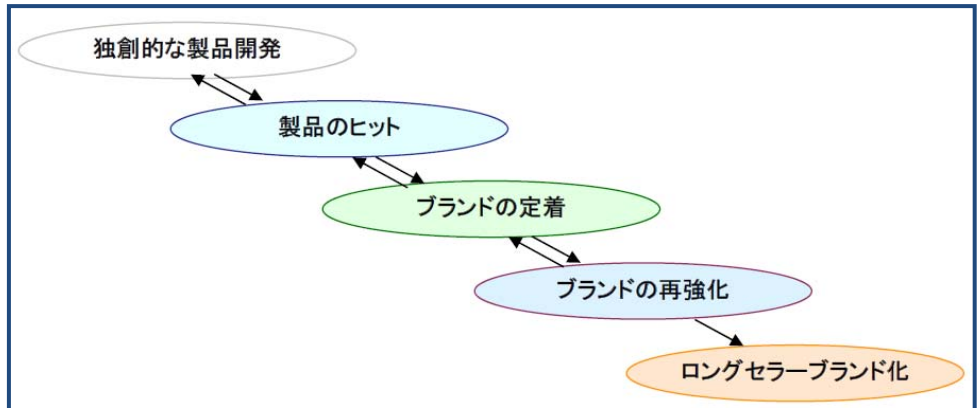 独創的な製品開発
製品のヒット
ブランドの定着
ブランドの再強化
ロングセラーブランド化